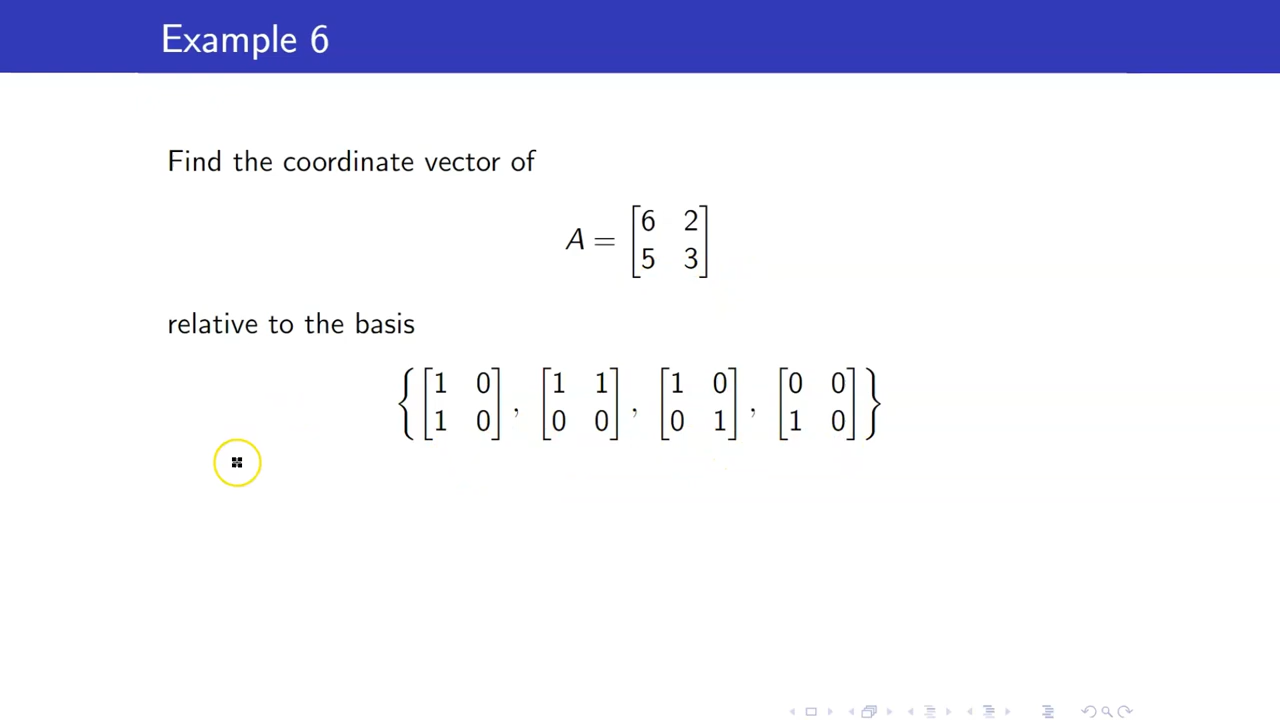 Example 6
Find the coordinate vector of
A = [6 2
5 3]
relative to the basis
{[1 0
1 0], [1 1
0 0], [1 0
0 1], [0 0
1 0]}